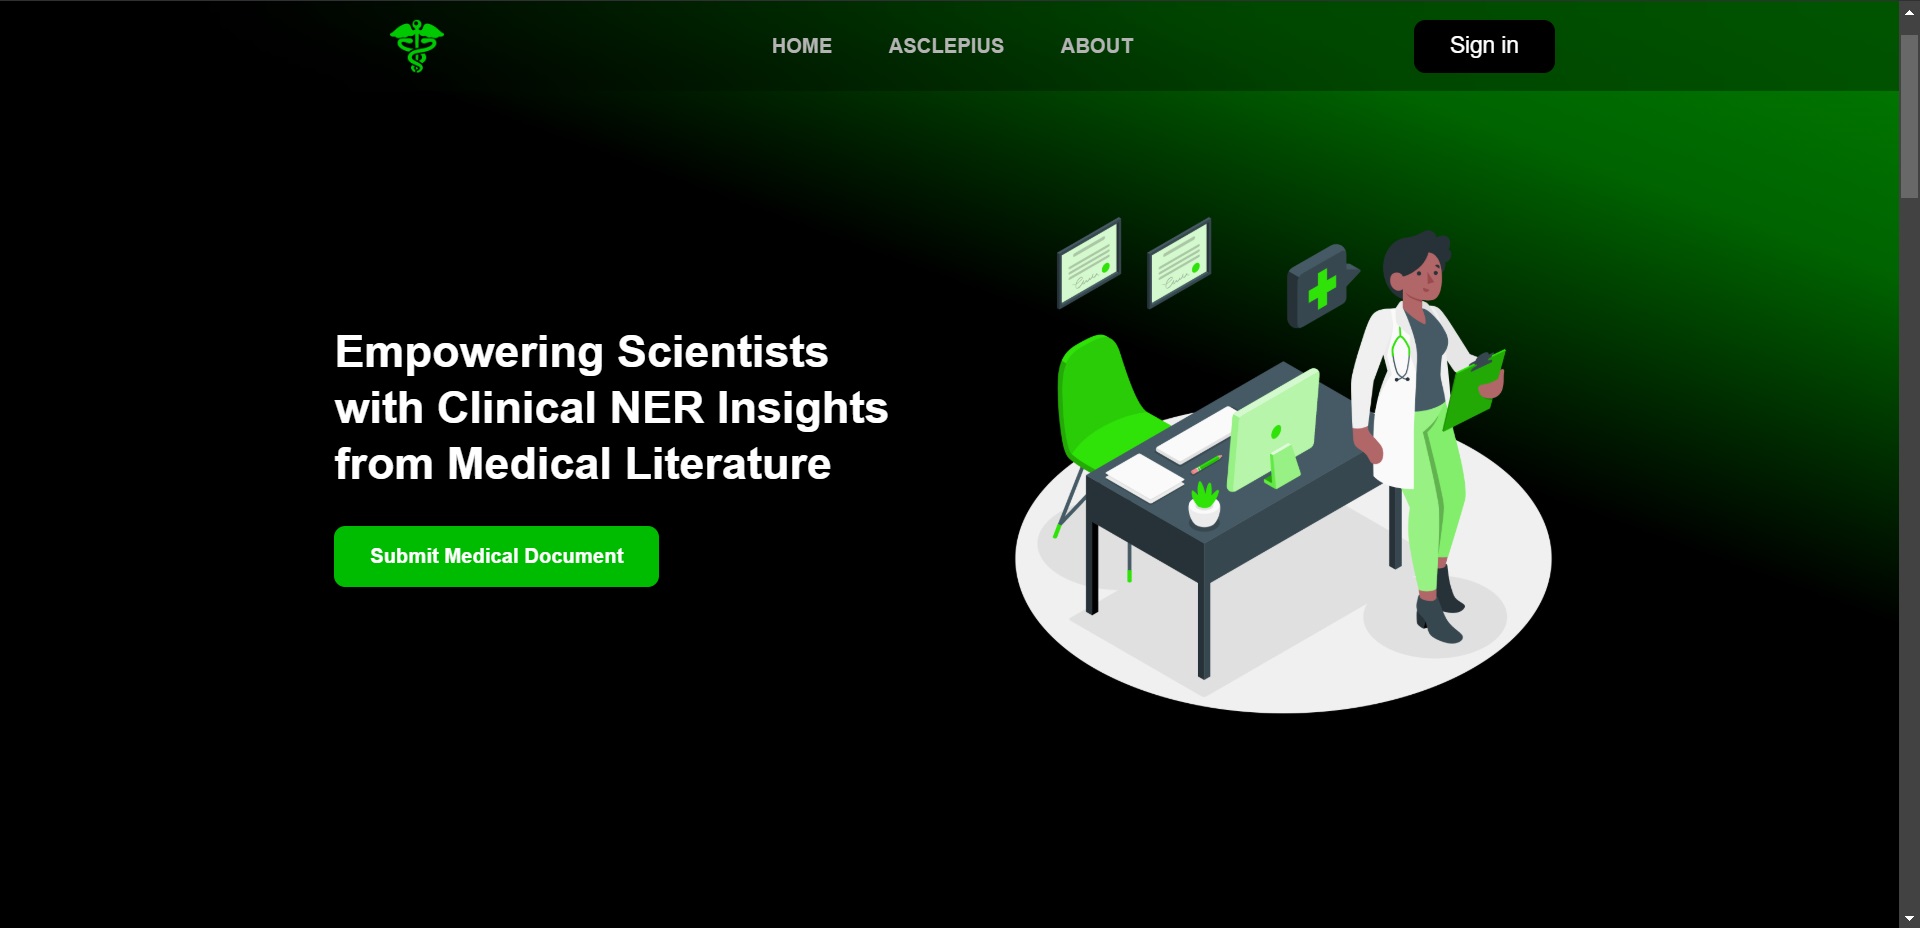 HOME ASCLEPIUS ABOUT Sign in
Empowering Scientists
with Clinical NER Insights
from Medical Literature
Submit Medical Document